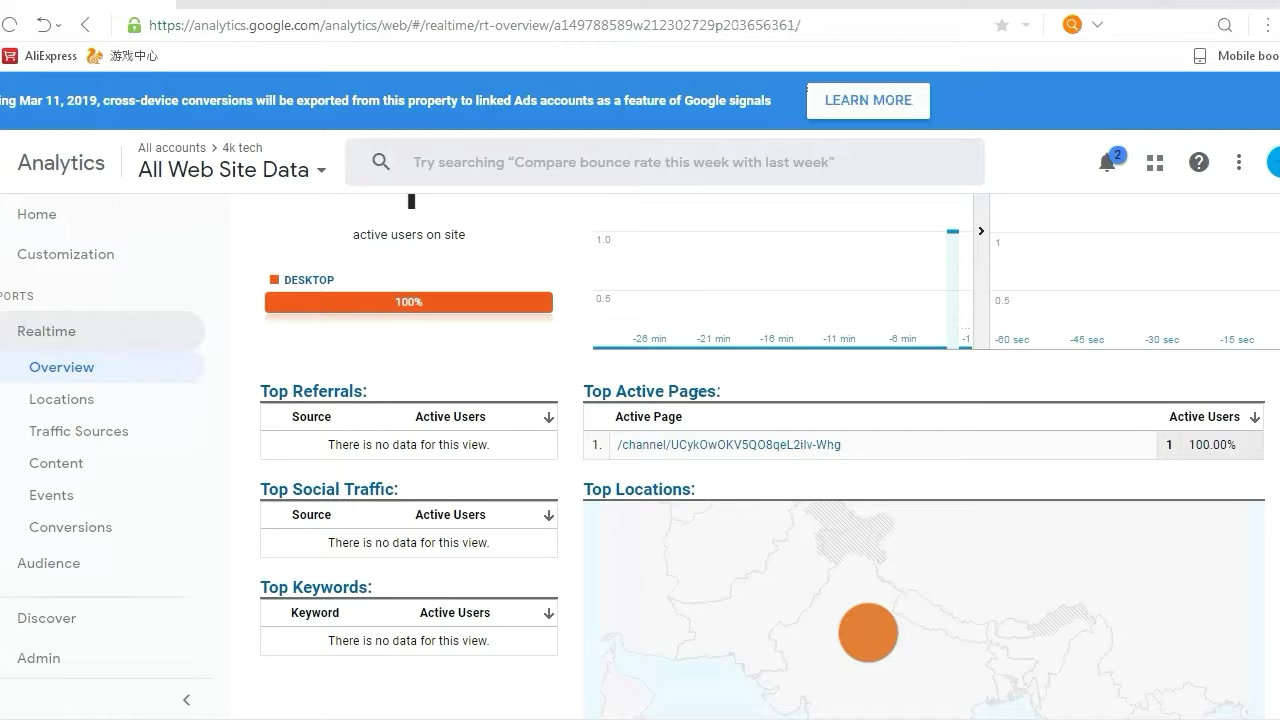 https://analytics.google.com/analytics/web/#/realtime/rt-overview/a149788589w212302729p203656361/
AliExpress 游戏中心 Mobile boo
ing Mar 11, 2019, cross-device conversions will be exported from this property to linked Ads accounts as a feature of Google signals LEARN MORE
All accounts > 4k tech
Analytics All Web Site Data Try searching “Compare bounce rate this week with last week” 2
Home
Customization
PORTS
Realtime
Overview
Locations
Traffic Sources
Content
Events
Conversions
Audience
Discover
Admin
active users on site
DESKTOP
100%
1.0
0.5
-26 min -21 min -16 min -11 min -6 min -1
...
1
0.5
-60 sec -45 sec -30 sec -15 sec
Top Referrals:
Source Active Users
There is no data for this view.
Top Social Traffic:
Source Active Users
There is no data for this view.
Top Keywords:
Keyword Active Users
There is no data for this view.
Top Active Pages:
Active Page Active Users
1. /channel/UCykOwOKV5QO8qeL2ilv-Whg 1 100.00%
Top Locations: